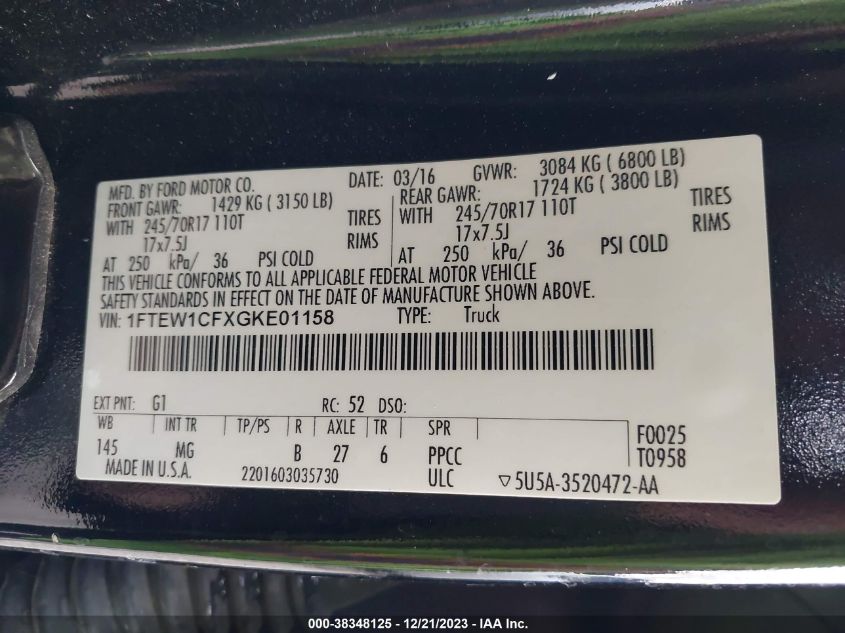 MFD. BY FORD MOTOR CO. DATE: 03/16 GVWR: 3084 KG ( 6800 LB)
FRONT GAWR: 1429 KG ( 3150 LB) REAR GAWR: 1724 KG ( 3800 LB)
WITH 245/70R17 110T TIRES WITH 245/70R17 110T TIRES
17x7.5J RIMS 17x7.5J RIMS
AT 250 kPa/ 36 PSI COLD AT 250 kPa/ 36 PSI COLD
THIS VEHICLE CONFORMS TO ALL APPLICABLE FEDERAL MOTOR VEHICLE
SAFETY STANDARDS IN EFFECT ON THE DATE OF MANUFACTURE SHOWN ABOVE.
VIN: 1FTEW1CFXGKE01158 TYPE: Truck
EXT PNT: G1 RC: 52 DSO:
WB INT TR TP/PS R AXLE TR SPR F0025
145 MG B 27 6 PPCC T0958
MADE IN U.S.A. 2201603035730 ULC ▽5U5A-3520472-AA
000-38348125 - 12/21/2023 - IAA Inc.